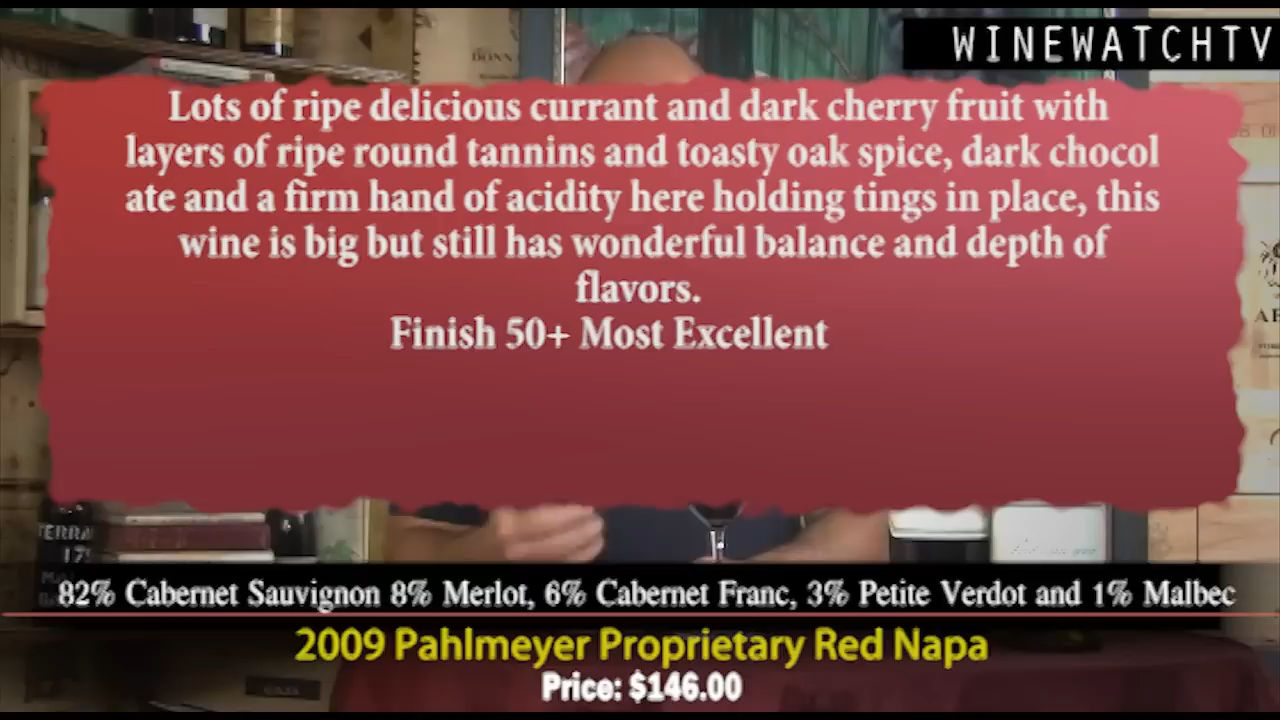 WINEWATCHTV
Lots of ripe delicious currant and dark cherry fruit with
layers of ripe round tannins and toasty oak spice, dark chocol
ate and a firm hand of acidity here holding tings in place, this
wine is big but still has wonderful balance and depth of
flavors.
Finish 50+ Most Excellent
82% Cabernet Sauvignon 8% Merlot, 6% Cabernet Franc, 3% Petite Verdot and 1% Malbec
2009 Pahlmeyer Proprietary Red Napa
Price: $146.00